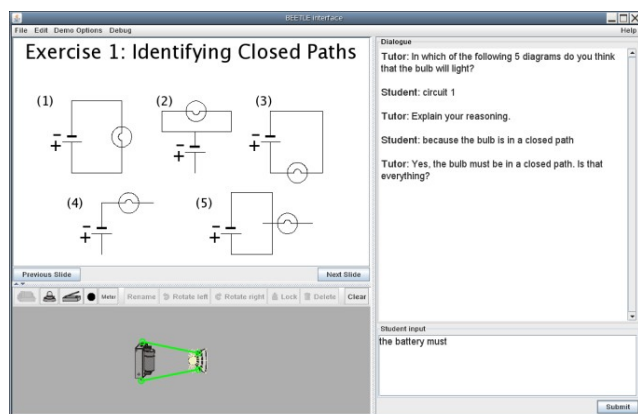 BEETLE interface
File Edit Demo Options Debug
Help
Exercise 1: Identifying Closed Paths
(1)
(2)
(3)
-
+
-
+
-
+
(4)
(5)
-
+
-
+
Previous Slide
Next Slide
Meter Rename Rotate left Rotate right Lock Delete Clear
Dialogue
Tutor: In which of the following 5 diagrams do you think
that the bulb will light?
Student: circuit 1
Tutor: Explain your reasoning.
Student: because the bulb is in a closed path
Tutor: Yes, the bulb must be in a closed path. Is that
everything?
Student input
the battery must
Submit